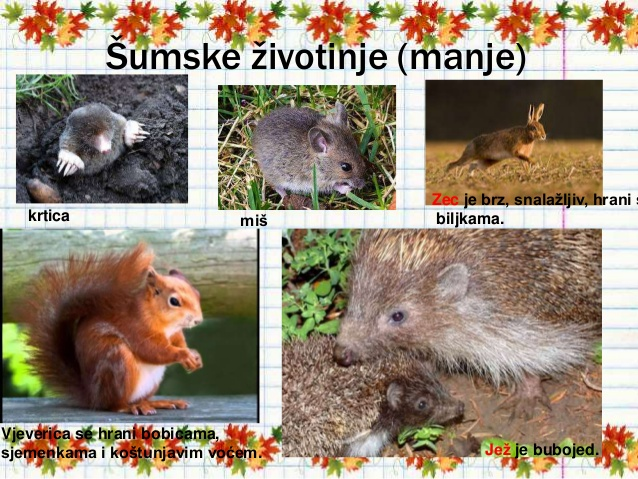 Šumske životinje (manje)
krtica
miš
Zec je brz, snalažljiv, hrani s
biljkama.
Vjeverica se hrani bobicama,
sjemenkama i koštunjavim voćem.
Jež je bubojed.